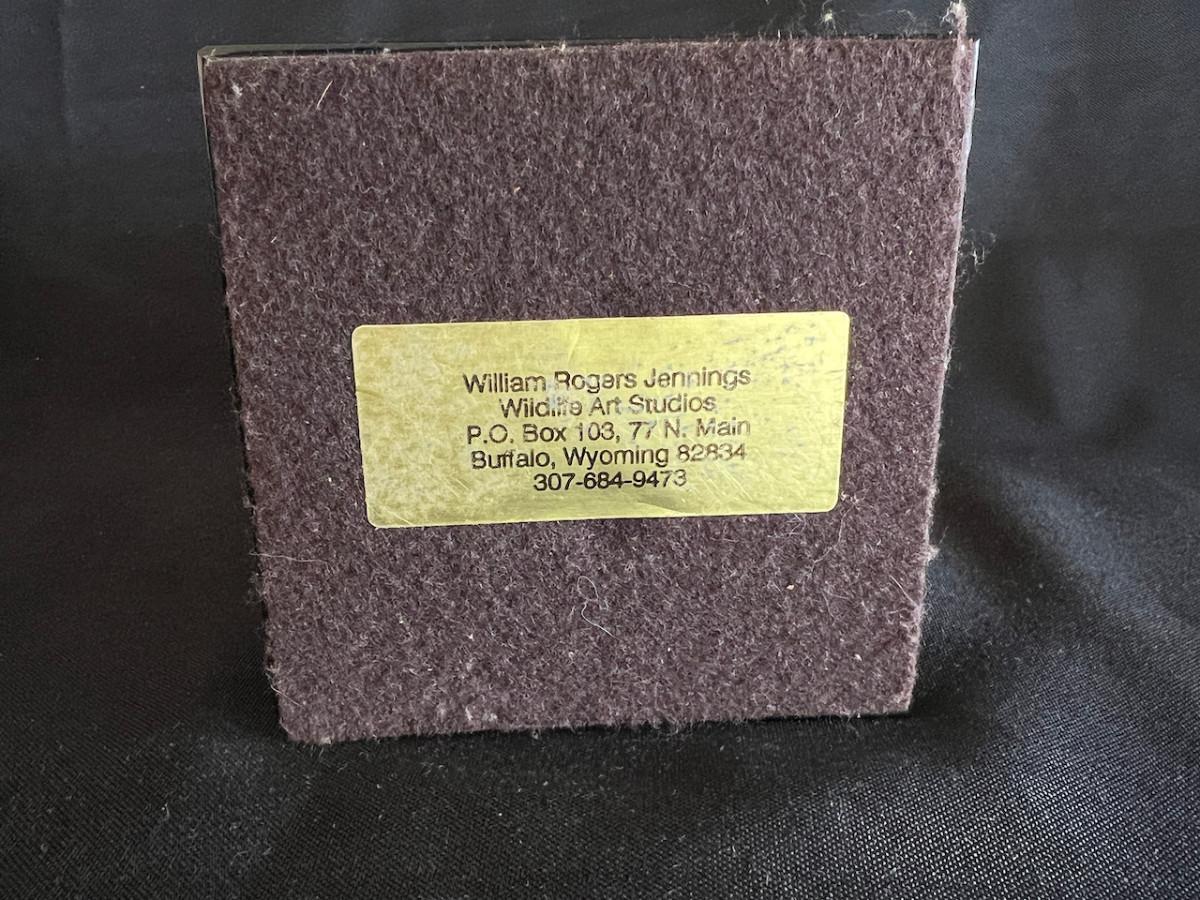 William Rogers Jennings
Wildlife Art Studios
P.O. Box 103, 77 N. Main
Buffalo, Wyoming 82834
307-684-9473